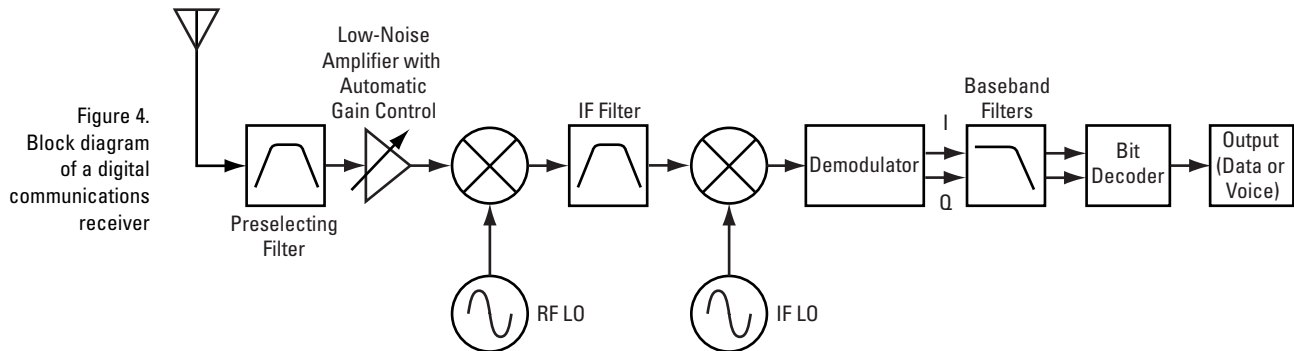 Figure 4.
Block diagram
of a digital
communications
receiver
Low-Noise
Amplifier with
Automatic
Gain Control
Preselecting
Filter
RF LO
IF Filter
IF LO
Demodulator
I
Q
Baseband
Filters
Bit
Decoder
Output
(Data or
Voice)